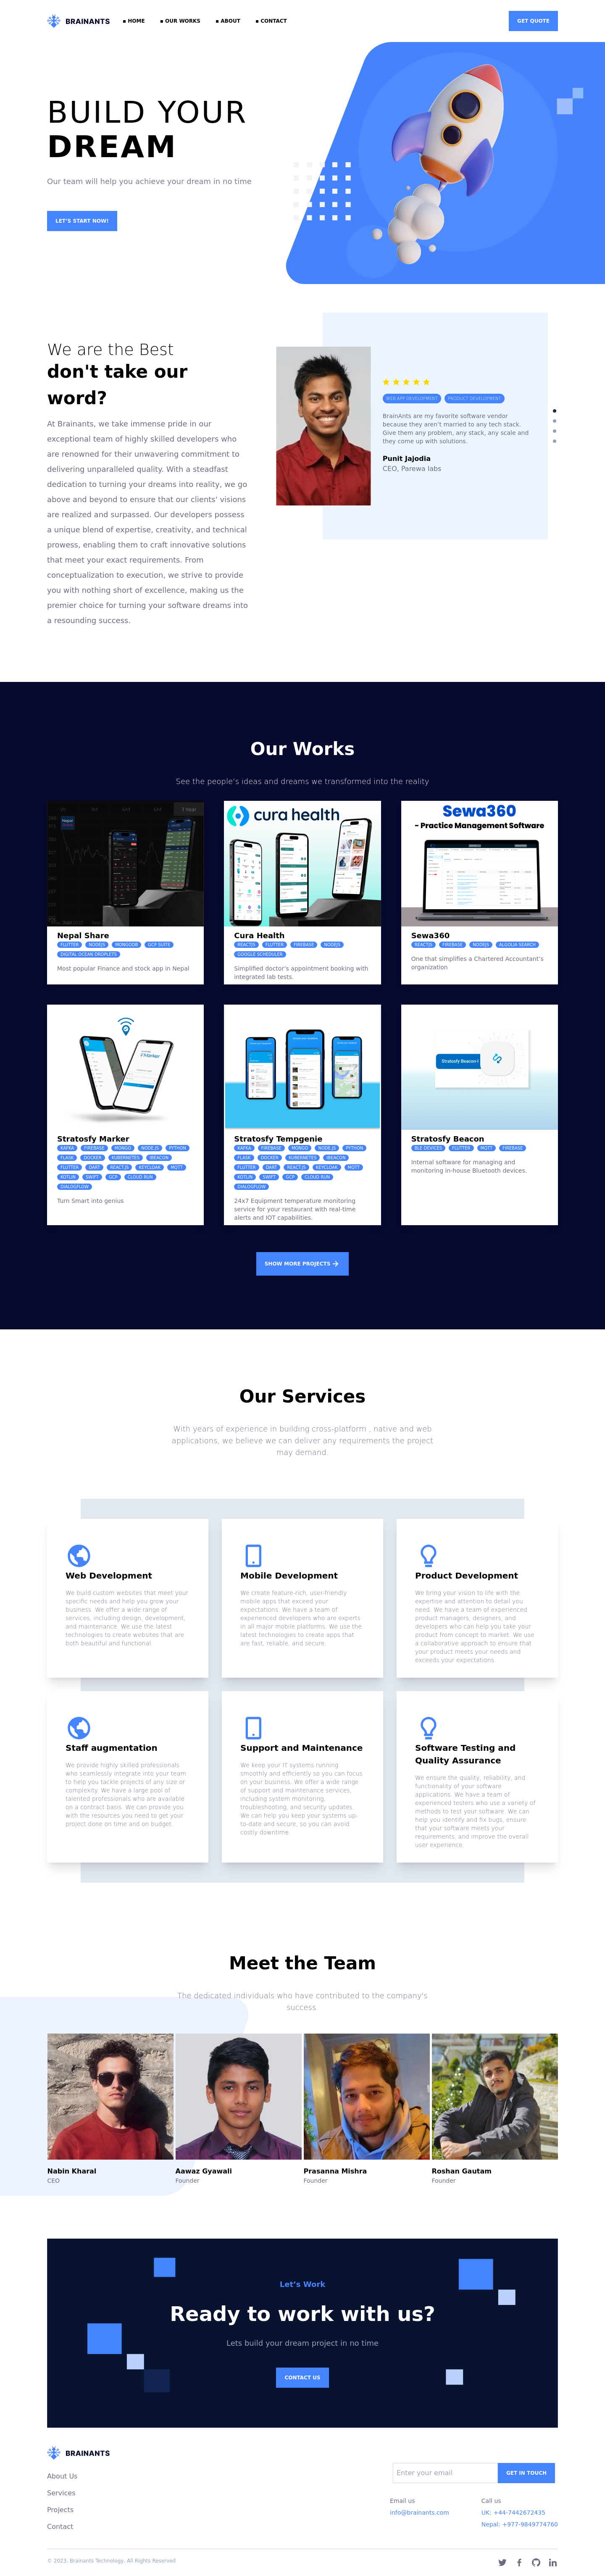 BRAINANTS
HOME
OUR WORKS
ABOUT
CONTACT
GET QUOTE
BUILD YOUR
DREAM
Our team will help you achieve your dream in no time
LET'S START NOW!
We are the Best
don't take our
word?
At Brainants, we take immense pride in our
exceptional team of highly skilled developers who
are renowned for their unwavering commitment to
delivering unparalleled quality. With a steadfast
dedication to turning your dreams into reality, we go
above and beyond to ensure that our clients' visions
are realized and surpassed. Our developers possess
a unique blend of expertise, creativity, and technical
prowess, enabling them to craft innovative solutions
that meet your exact requirements. From
conceptualization to execution, we strive to provide
you with nothing short of excellence, making us the
premier choice for turning your software dreams into
a resounding success.
WEB APP DEVELOPMENT
PRODUCT DEVELOPMENT
BrainAnts are my favorite software vendor
because they aren't married to any tech stack.
Give them any problem, any stack, any scale and
they come up with solutions.
Punit Jajodia
CEO, Parewa labs
Our Works
See the people's ideas and dreams we transformed into the reality
1 Year
Nepal Share
FLUTTER NODEJS MONGODB GCP SUITE
DIGITAL OCEAN DROPLETS
Most popular Finance and stock app in Nepal
cura health
Cura Health
REACTJS FLUTTER FIREBASE NODEJS
GOOGLE SCHEDULER
Simplified doctor's appointment booking with
integrated lab tests.
Sewa360
- Practice Management Software
Sewa360
REACTJS FIREBASE NODEJS ALGOLIA SEARCH
One that simplifies a Chartered Accountant's
organization
Marker
Stratosfy Marker
KAFKA FIREBASE MONGO NODE.JS PYTHON
FLASK DOCKER KUBERNETES IBEACON
FLUTTER DART REACT.JS KEYCLOAK MQTT
KOTLIN SWIFT GCP CLOUD RUN
DIALOGFLOW
Turn Smart into genius
Stratosfy Tempgenie
KAFKA FIREBASE MONGO NODE.JS PYTHON
FLASK DOCKER KUBERNETES IBEACON
FLUTTER DART REACT.JS KEYCLOAK MQTT
KOTLIN SWIFT GCP CLOUD RUN
DIALOGFLOW
24x7 Equipment temperature monitoring
service for your restaurant with real-time
alerts and IOT capabilities.
Stratosfy Beacon
Stratosfy Beacon
BLE DEVICES FLUTTER MQTT FIREBASE
Internal software for managing and
monitoring in-house Bluetooth devices.
SHOW MORE PROJECTS
Our Services
With years of experience in building cross-platform , native and web
applications, we believe we can deliver any requirements the project
may demand.
Web Development
We build custom websites that meet your
specific needs and help you grow your
business. We offer a wide range of
services, including design, development,
and maintenance. We use the latest
technologies to create websites that are
both beautiful and functional.
Mobile Development
We create feature-rich, user-friendly
mobile apps that exceed your
expectations. We have a team of
experienced developers who are experts
in all major mobile platforms. We use the
latest technologies to create apps that
are fast, reliable, and secure.
Product Development
We bring your vision to life with the
expertise and attention to detail you
need. We have a team of experienced
product managers, designers, and
developers who can help you take your
product from concept to market. We use
a collaborative approach to ensure that
your product meets your needs and
exceeds your expectations.
Staff augmentation
We provide highly skilled professionals
who seamlessly integrate into your team
to help you tackle projects of any size or
complexity. We have a large pool of
talented professionals who are available
on a contract basis. We can provide you
with the resources you need to get your
project done on time and on budget.
Support and Maintenance
We keep your IT systems running
smoothly and efficiently so you can focus
on your business. We offer a wide range
of support and maintenance services,
including system monitoring,
troubleshooting, and security updates.
We can help you keep your systems up-
to-date and secure, so you can avoid
costly downtime.
Software Testing and
Quality Assurance
We ensure the quality, reliability, and
functionality of your software
applications. We have a team of
experienced testers who use a variety of
methods to test your software. We can
help you identify and fix bugs, ensure
that your software meets your
requirements, and improve the overall
user experience.
Meet the Team
The dedicated individuals who have contributed to the company's
success.
Nabin Kharal
CEO
Aawaz Gyawali
Founder
Prasanna Mishra
Founder
Roshan Gautam
Founder
Let's Work
Ready to work with us?
Lets build your dream project in no time
CONTACT US
BRAINANTS
About Us
Services
Projects
Contact
Enter your email
GET IN TOUCH
Email us
info@brainants.com
Call us
UK: +44-7442672435
Nepal: +977-9849774760
© 2023, Brainants Technology. All Rights Reserved